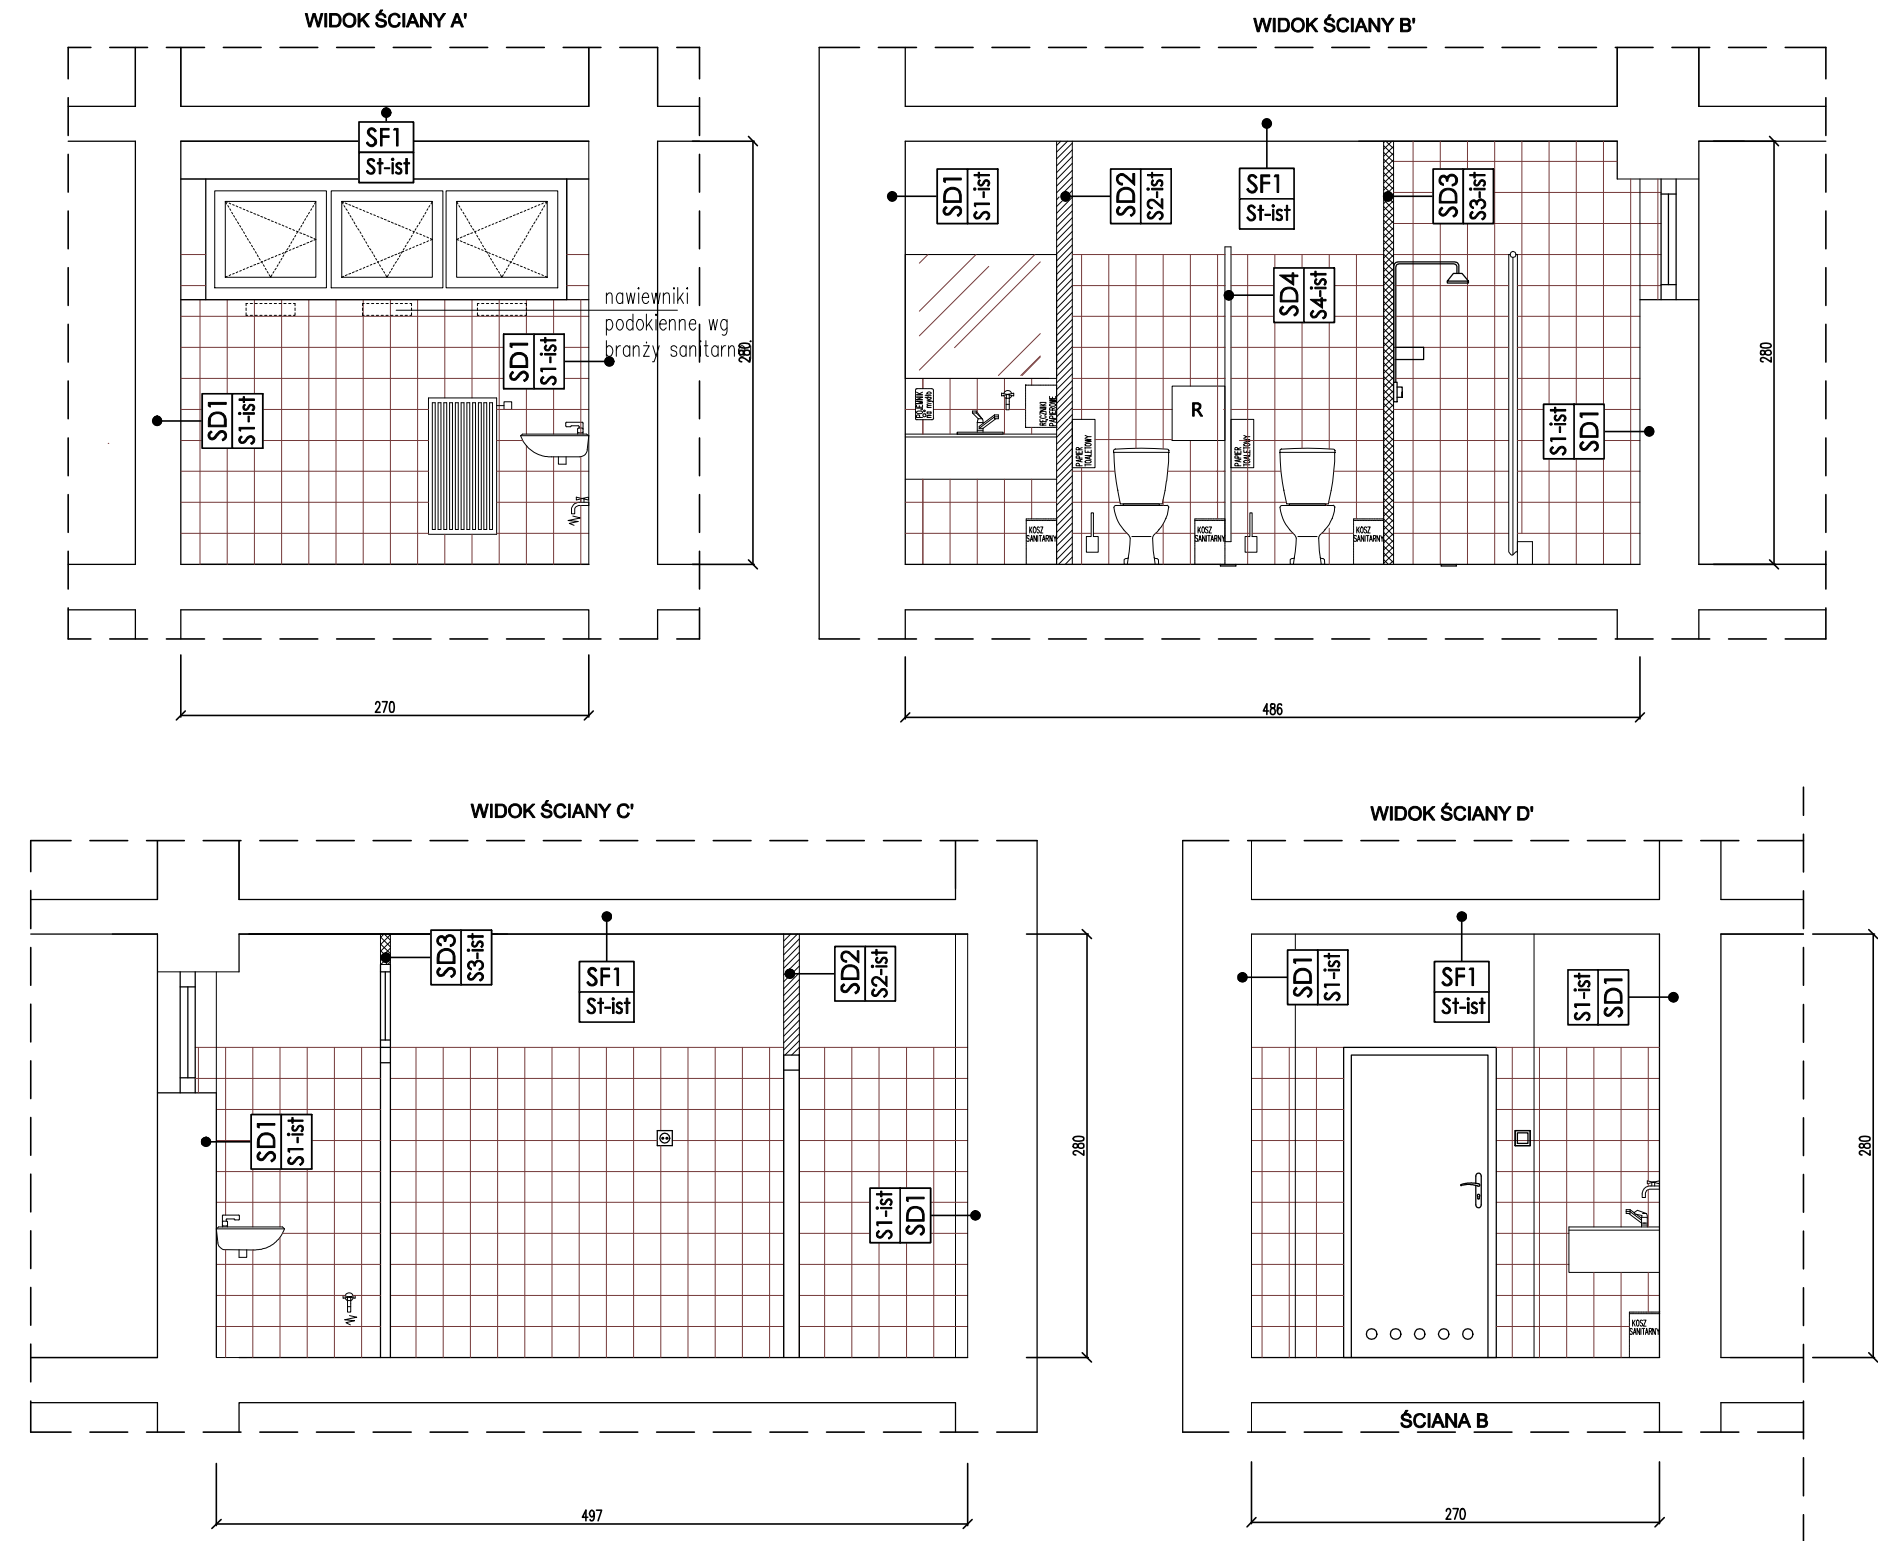 WIDOK ŚCIANY A'
SF1
St-ist
nawiewniki
podokienne wg
branży sanitarnej
SD1
S1-ist
SD1
S1-ist
280
270
WIDOK ŚCIANY B'
SD1
S1-ist
SD2
S2-ist
SF1
St-ist
SD3
S3-ist
SD4
S4-ist
POJEMNIK
na mydło
RĘCZNIKI
PAPIEROWE
R
PAPIER
TOALETOWY
PAPIER
TOALETOWY
S1-ist
SD1
KOSZ
SANITARNY
KOSZ
SANITARNY
KOSZ
SANITARNY
280
486
WIDOK ŚCIANY C'
SD3
S3-ist
SF1
St-ist
SD2
S2-ist
SD1
S1-ist
S1-ist
SD1
280
497
WIDOK ŚCIANY D'
SD1
S1-ist
SF1
St-ist
S1-ist
SD1
KOSZ
SANITARNY
280
ŚCIANA B
270